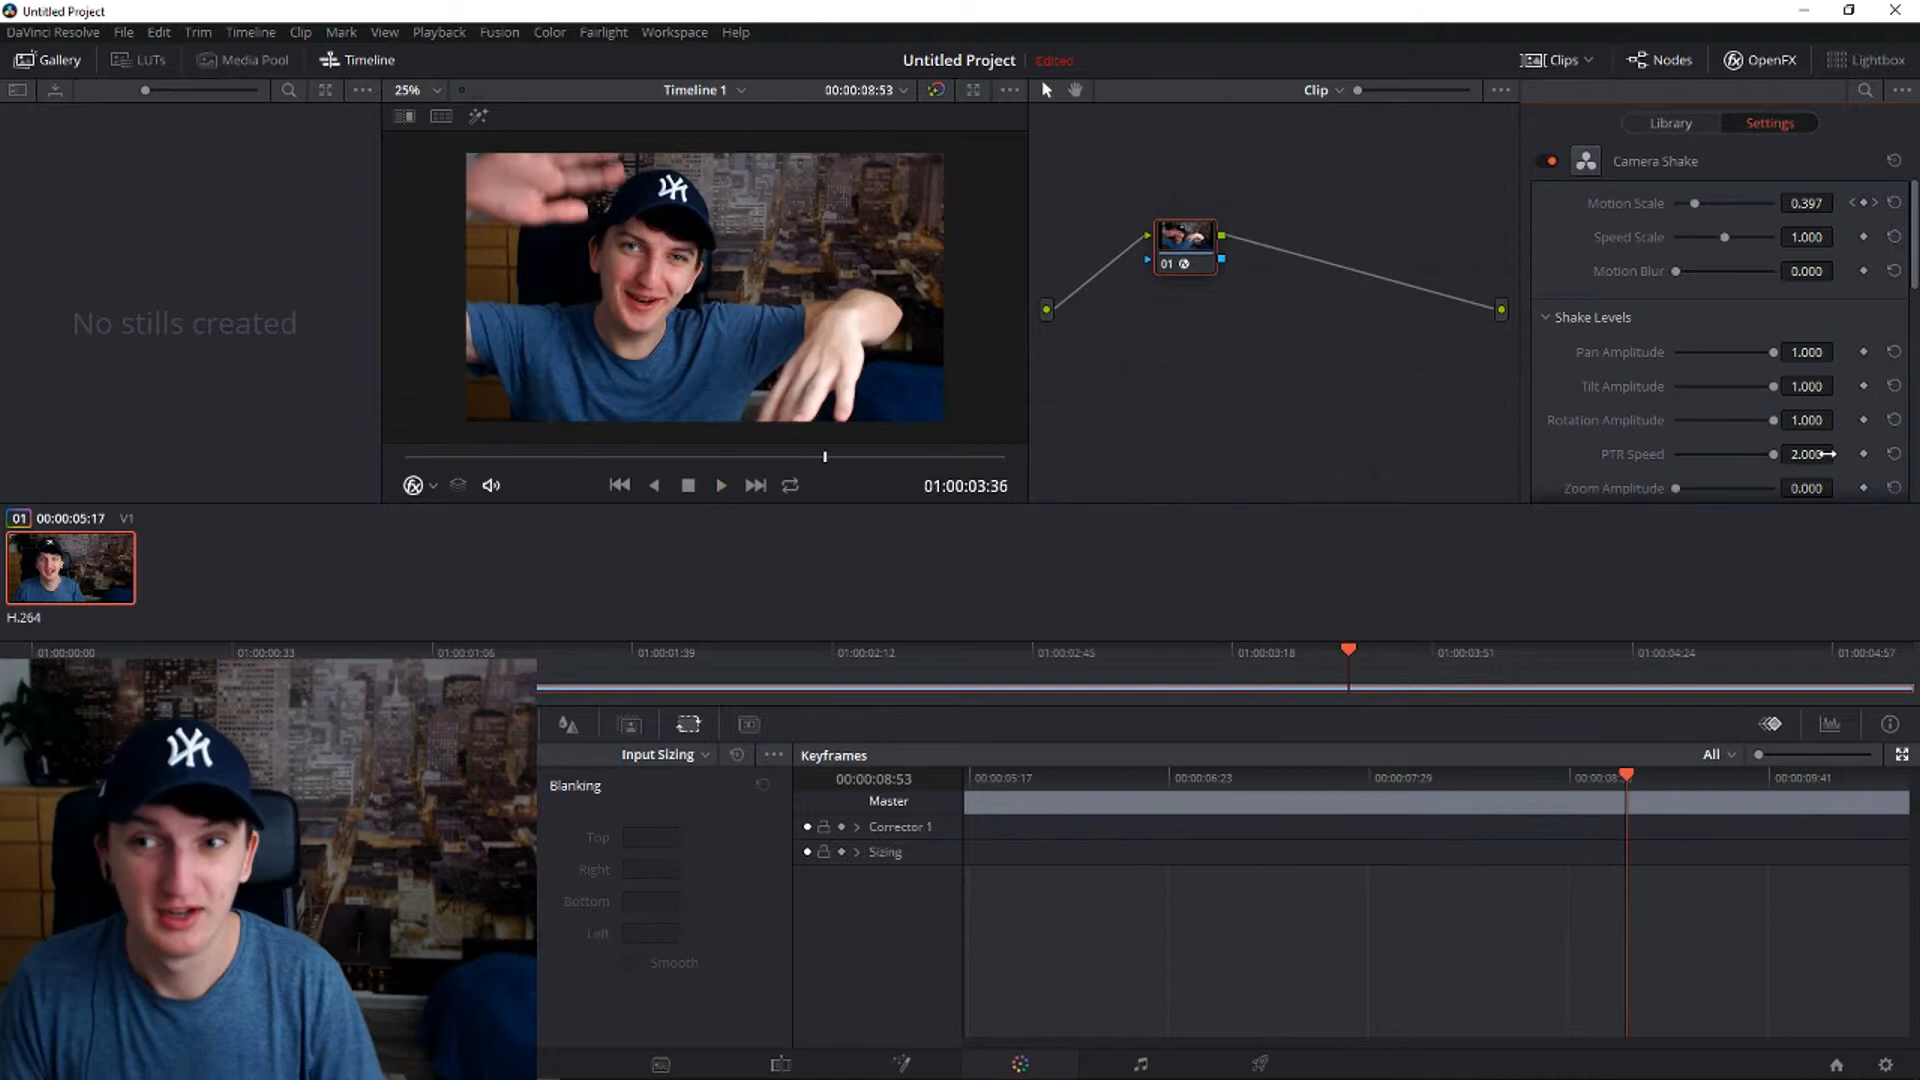 Untitled Project
DaVinci Resolve File Edit Trim Timeline Clip Mark View Playback Fusion Color Fairlight Workspace Help
Gallery LUTs Media Pool Timeline Untitled Project Edited Clips Nodes OpenFX Lightbox
25% Timeline 1 00:00:08:53 Clip
Library Settings
Camera Shake
Motion Scale 0.397
Speed Scale 1.000
Motion Blur 0.000
Shake Levels
Pan Amplitude 1.000
Tilt Amplitude 1.000
Rotation Amplitude 1.000
PTR Speed 2.000
Zoom Amplitude 0.000
No stills created
01
01:00:03:36
01 00:00:05:17 V1
H.264
01:00:00:00 01:00:00:33 01:00:01:06 01:00:01:39 01:00:02:12 01:00:02:45 01:00:03:18 01:00:03:51 01:00:04:24 01:00:04:57
Input Sizing Keyframes All
Blanking
Top
Right
Bottom
Left
Smooth
00:00:08:53 00:00:05:17 00:00:06:23 00:00:07:29 00:00:08: 00:00:09:41
Master
Corrector 1
Sizing
NY